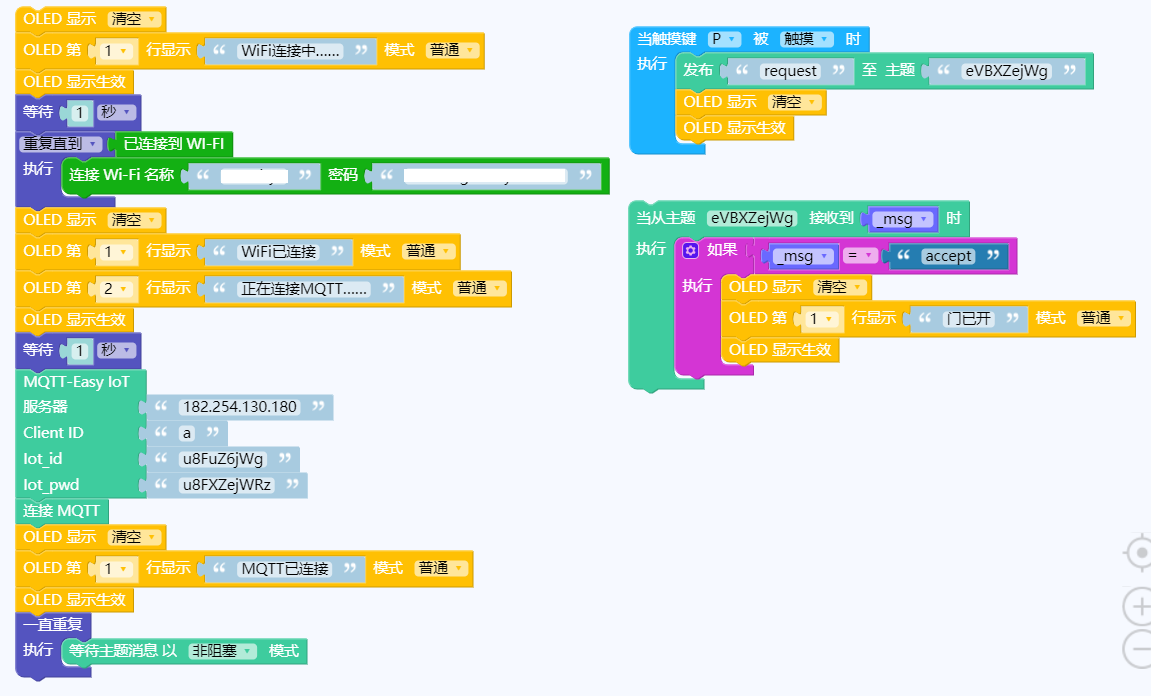 OLED 显示 清空
OLED 第 1 行显示 “ WiFi连接中...... ” 模式 普通
OLED 显示生效
等待 1 秒
重复直到 已连接到 WI-FI
执行 连接 Wi-Fi 名称 “ ” 密码 “ ”
OLED 显示 清空
OLED 第 1 行显示 “ WiFi已连接 ” 模式 普通
OLED 第 2 行显示 “ 正在连接MQTT...... ” 模式 普通
OLED 显示生效
等待 1 秒
MQTT-Easy IoT
服务器 “ 182.254.130.180 ”
Client ID “ a ”
Iot_id “ u8FuZ6jWg ”
Iot_pwd “ u8FXZejWRz ”
连接 MQTT
OLED 显示 清空
OLED 第 1 行显示 “ MQTT已连接 ” 模式 普通
OLED 显示生效
一直重复
执行 等待主题消息 以 非阻塞 模式
当触摸键 P 被 触摸 时
执行 发布 “ request ” 至 主题 “ eVBXZejWg ”
OLED 显示 清空
OLED 显示生效
当从主题 eVBXZejWg 接收到 _msg 时
执行 如果 _msg = “ accept ”
执行 OLED 显示 清空
OLED 第 1 行显示 “ 门已开 ” 模式 普通
OLED 显示生效